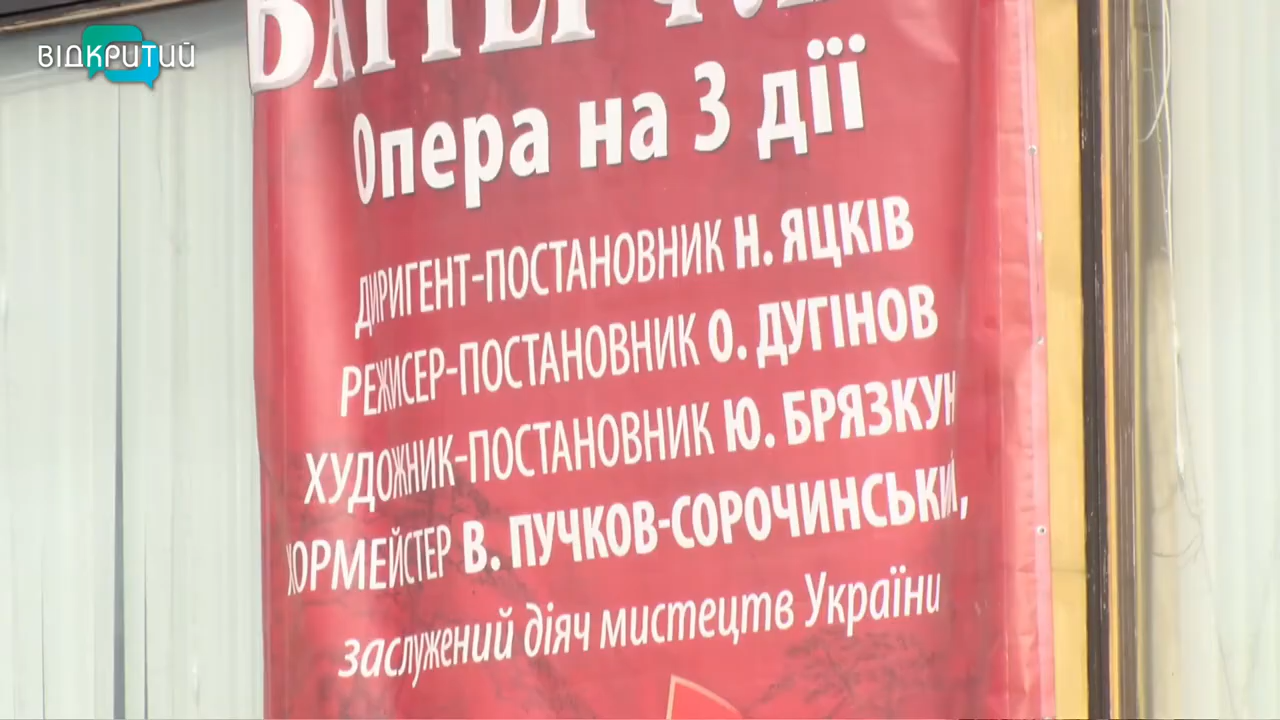 ВІДКРИТИЙ
Опера на 3 дії
ДИРИГЕНТ-ПОСТАНОВНИК Н. ЯЦКІВ
РЕЖИСЕР-ПОСТАНОВНИК О. ДУГІНОВ
ХУДОЖНИК-ПОСТАНОВНИК Ю. БРЯЗКУН
ХОРМЕЙСТЕР В. ПУЧКОВ-СОРОЧИНСЬКИЙ,
заслужений діяч мистецтв України